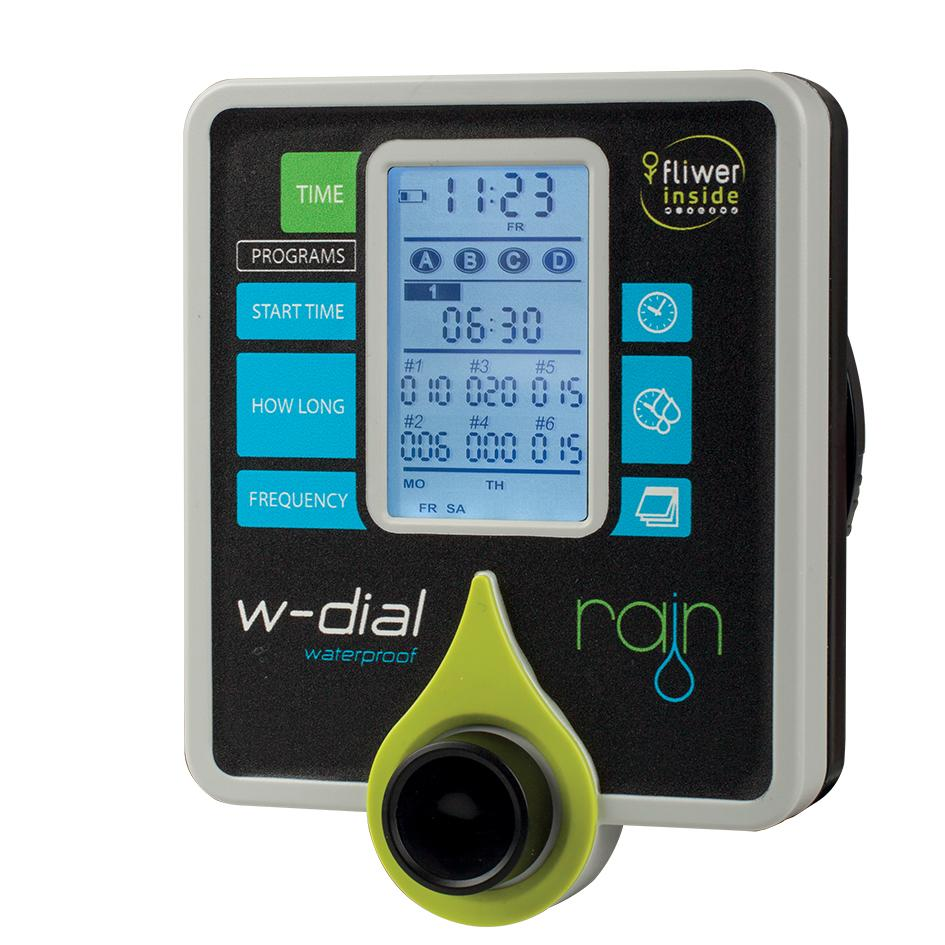 TIME
11:23
FR
fliwer
inside
PROGRAMS
A B C D
1
START TIME
06:30
HOW LONG
#1 #3 #5
010 020 015
#2 #4 #6
006 000 015
FREQUENCY
MO TH
FR SA
w-dial
waterproof
rain